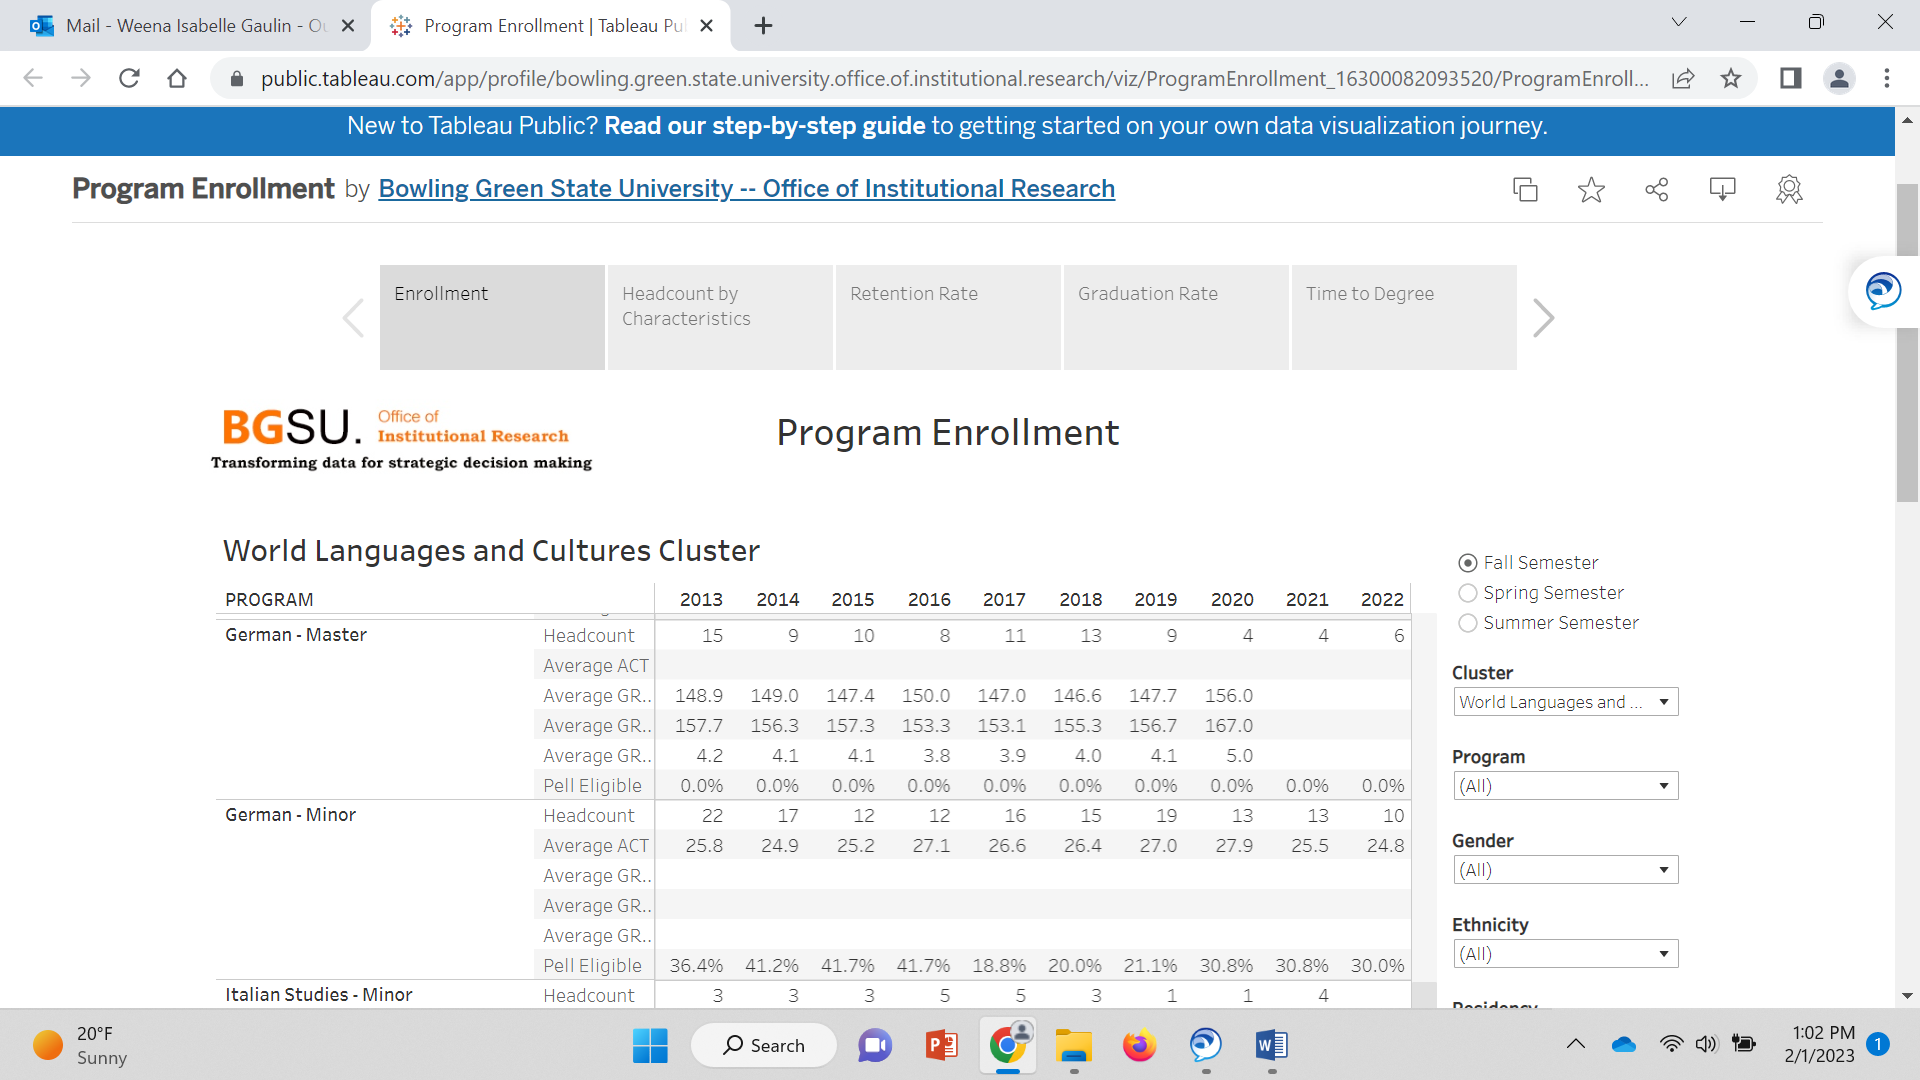 Mail - Weena Isabelle Gaulin - Ou
Program Enrollment | Tableau Pu
public.tableau.com/app/profile/bowling.green.state.university.office.of.institutional.research/viz/ProgramEnrollment_16300082093520/ProgramEnroll...
New to Tableau Public? Read our step-by-step guide to getting started on your own data visualization journey.
Program Enrollment by Bowling Green State University -- Office of Institutional Research
Enrollment
Headcount by Characteristics
Retention Rate
Graduation Rate
Time to Degree
BGSU. Office of Institutional Research
Transforming data for strategic decision making
Program Enrollment
World Languages and Cultures Cluster
PROGRAM 2013 2014 2015 2016 2017 2018 2019 2020 2021 2022
German - Master Headcount 15 9 10 8 11 13 9 4 4 6
Average ACT
Average GR.. 148.9 149.0 147.4 150.0 147.0 146.6 147.7 156.0
Average GR.. 157.7 156.3 157.3 153.3 153.1 155.3 156.7 167.0
Average GR.. 4.2 4.1 4.1 3.8 3.9 4.0 4.1 5.0
Pell Eligible 0.0% 0.0% 0.0% 0.0% 0.0% 0.0% 0.0% 0.0% 0.0% 0.0%
German - Minor Headcount 22 17 12 12 16 15 19 13 13 10
Average ACT 25.8 24.9 25.2 27.1 26.6 26.4 27.0 27.9 25.5 24.8
Average GR..
Average GR..
Average GR..
Pell Eligible 36.4% 41.2% 41.7% 41.7% 18.8% 20.0% 21.1% 30.8% 30.8% 30.0%
Italian Studies - Minor Headcount 3 3 3 5 5 3 1 1 4
Fall Semester
Spring Semester
Summer Semester
Cluster
World Languages and ...
Program
(All)
Gender
(All)
Ethnicity
(All)
Residency
20°F
Sunny
Search
1:02 PM
2/1/2023
1